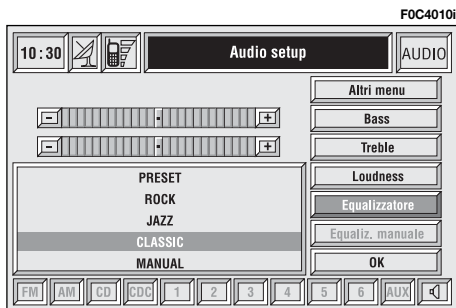 F0C4010i
10:30 Audio setup AUDIO
Altri menu
- + Bass
- + Treble
PRESET Loudness
ROCK
JAZZ Equalizzatore
CLASSIC Equaliz. manuale
MANUAL OK
FM AM CD CDC 1 2 3 4 5 6 AUX